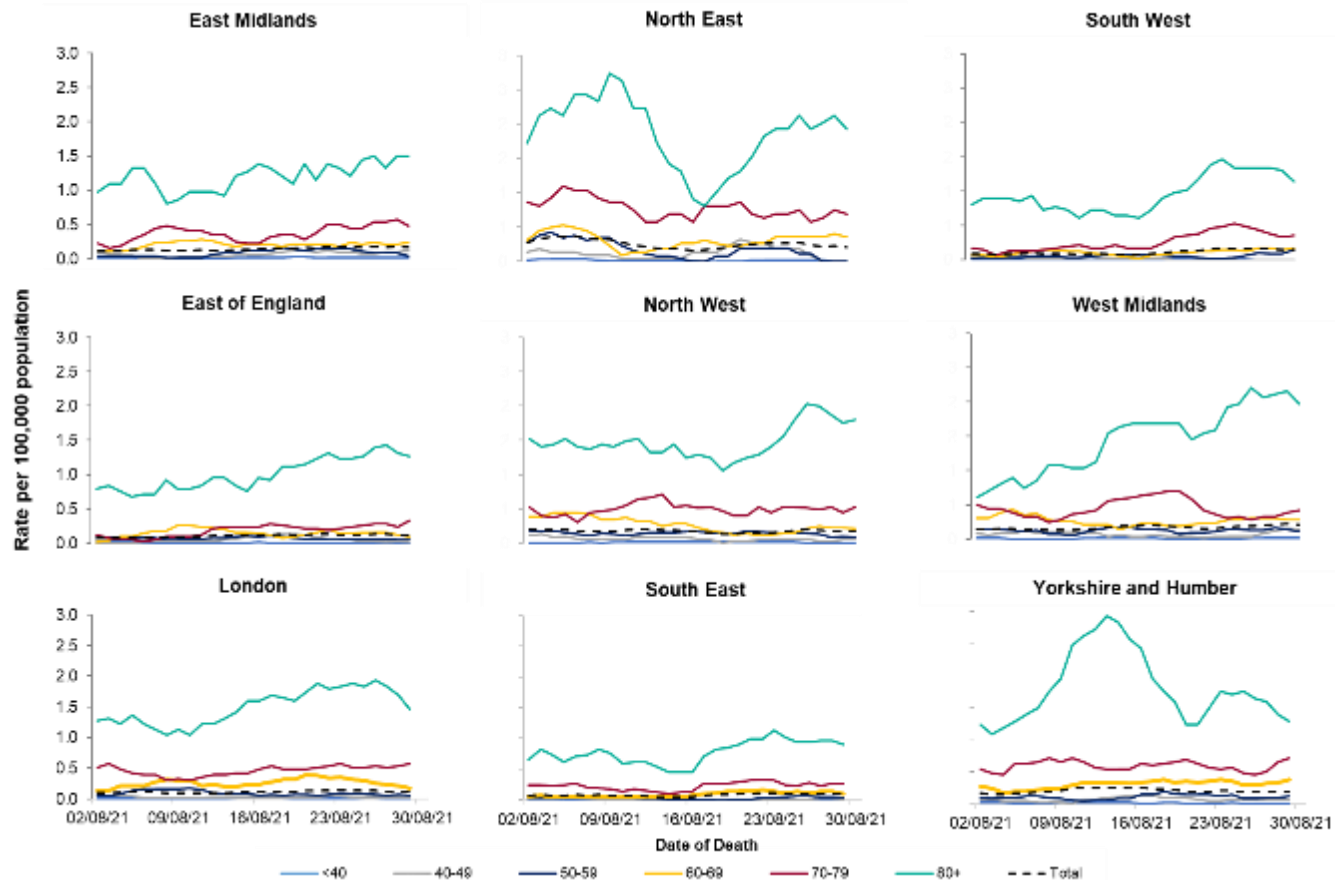 East Midlands
North East
South West
3.0
2.5
2.0
1.5
1.0
0.5
0.0
East of England
North West
West Midlands
Rate per 100,000 population
3.0
2.5
2.0
1.5
1.0
0.5
0.0
London
South East
Yorkshire and Humber
3.0
2.5
2.0
1.5
1.0
0.5
0.0
02/08/21 09/08/21 16/08/21 23/08/21 30/08/21
02/08/21 09/08/21 16/08/21 23/08/21 30/08/21
02/08/21 09/08/21 16/08/21 23/08/21 30/08/21
Date of Death
<40 40-49 50-59 60-69 70-79 80+ Total